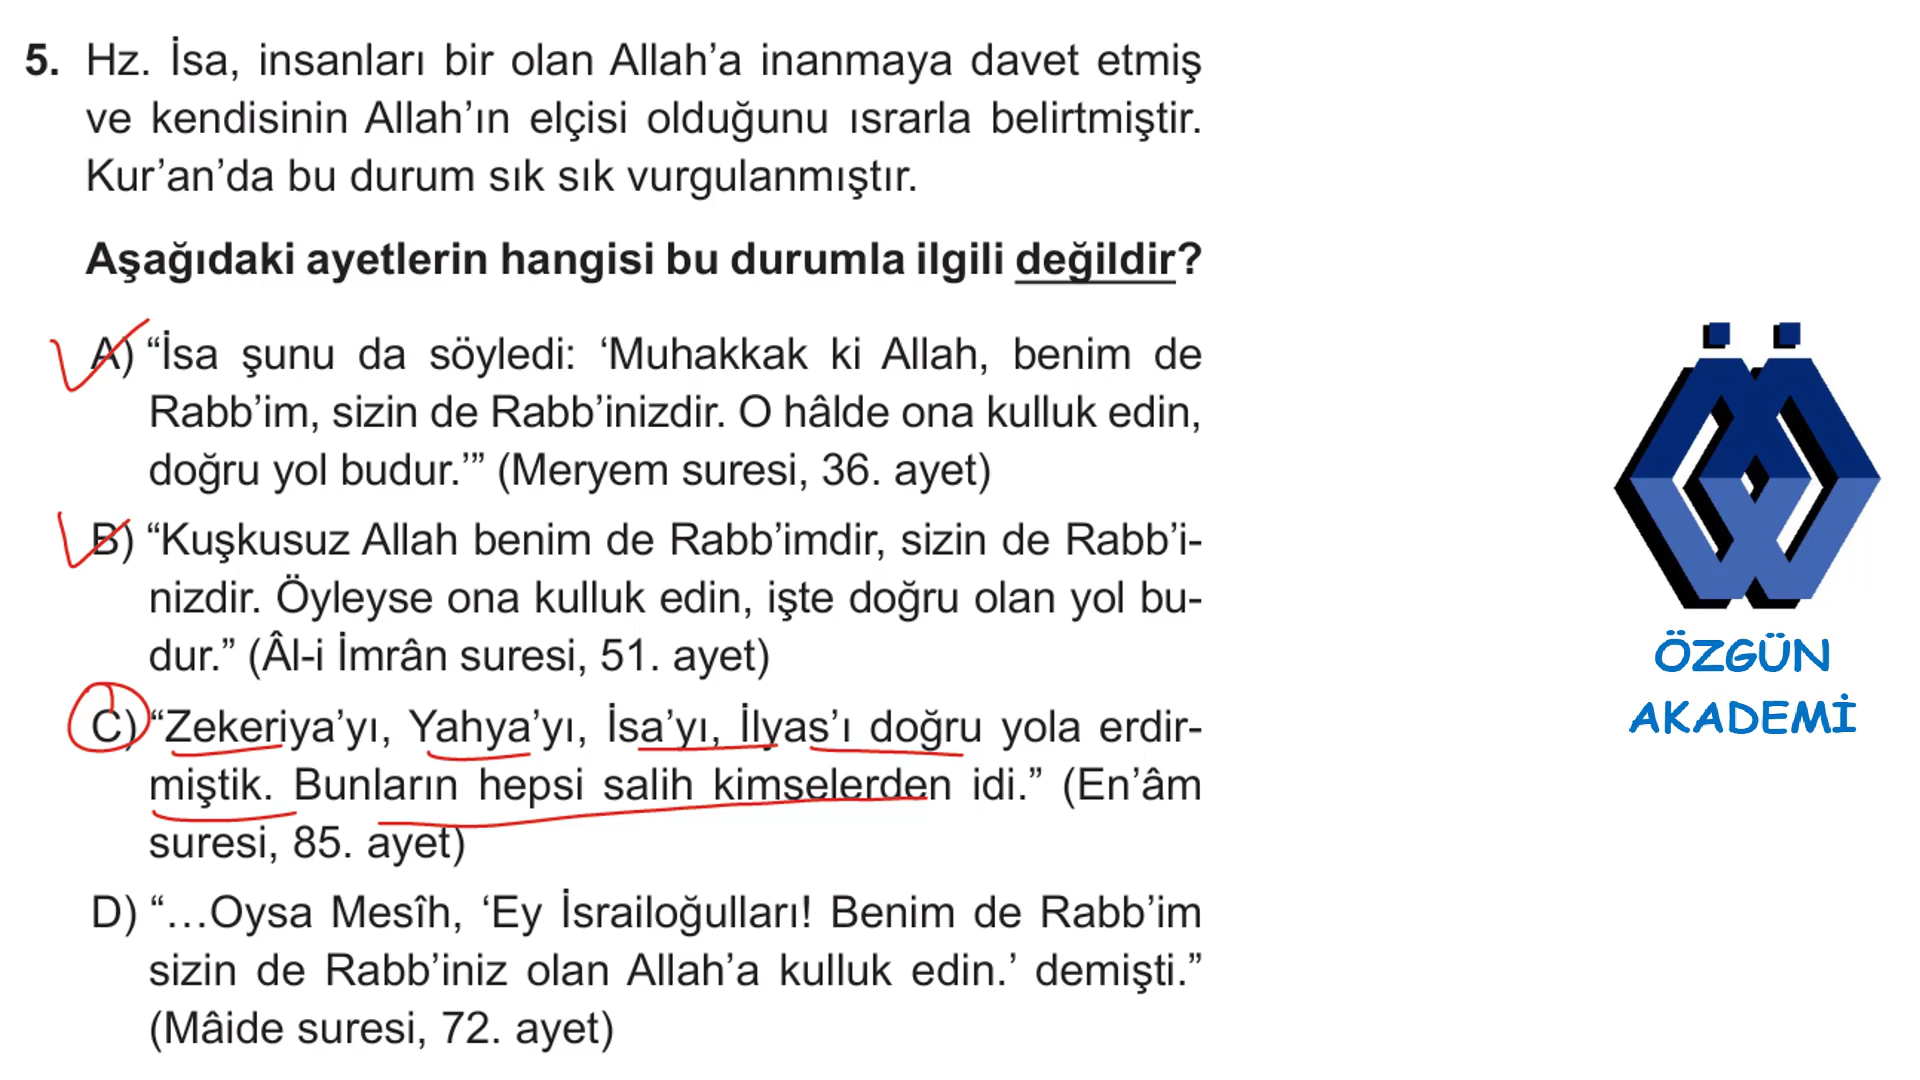 5. Hz. İsa, insanları bir olan Allah’a inanmaya davet etmiş
ve kendisinin Allah’ın elçisi olduğunu ısrarla belirtmiştir.
Kur’an’da bu durum sık sık vurgulanmıştır.
Aşağıdaki ayetlerin hangisi bu durumla ilgili değildir?
A) “İsa şunu da söyledi: ‘Muhakkak ki Allah, benim de
Rabb’im, sizin de Rabb’inizdir. O hâlde ona kulluk edin,
doğru yol budur.’” (Meryem suresi, 36. ayet)
B) “Kuşkusuz Allah benim de Rabb’imdir, sizin de Rabb’i-
nizdir. Öyleyse ona kulluk edin, işte doğru olan yol bu-
dur.” (Âl-i İmrân suresi, 51. ayet)
C) “Zekeriya’yı, Yahya’yı, İsa’yı, İlyas’ı doğru yola erdir-
miştik. Bunların hepsi salih kimselerden idi.” (En’âm
suresi, 85. ayet)
D) “…Oysa Mesîh, ‘Ey İsrailoğulları! Benim de Rabb’im
sizin de Rabb’iniz olan Allah’a kulluk edin.’ demişti.”
(Mâide suresi, 72. ayet)
ÖZGÜN
AKADEMİ